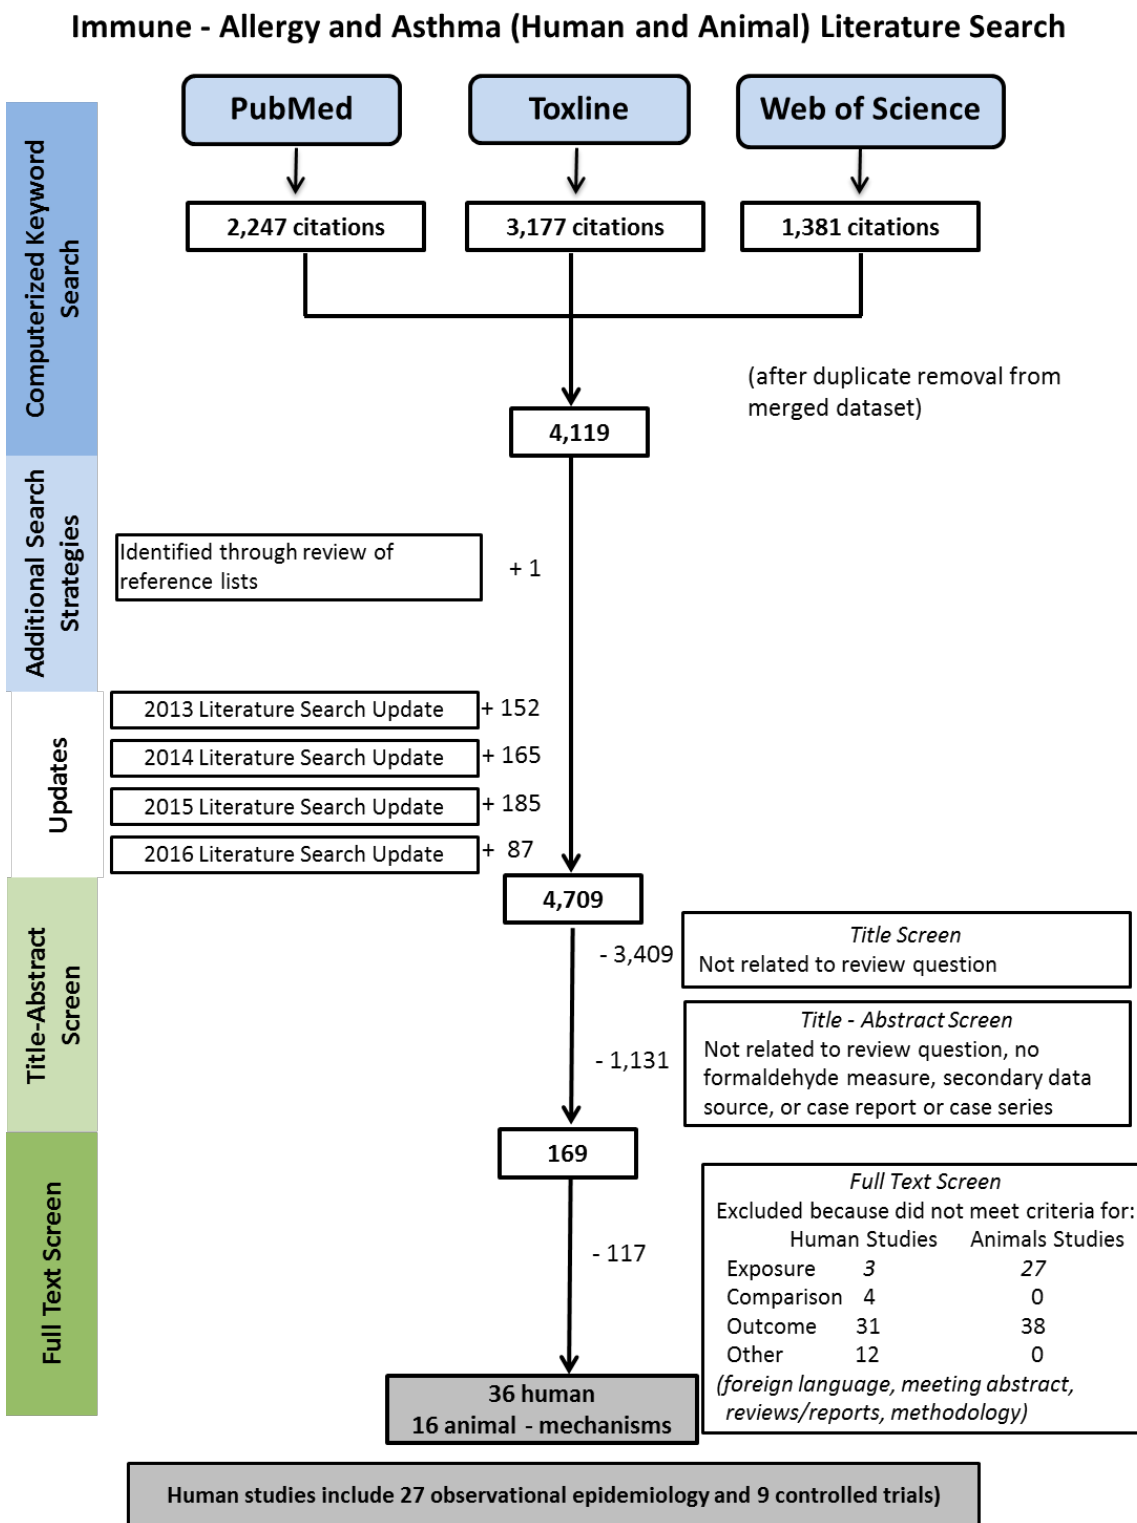 Immune - Allergy and Asthma (Human and Animal) Literature Search
PubMed
Toxline
Web of Science
Computerized Keyword
Search
2,247 citations
3,177 citations
1,381 citations
(after duplicate removal from
merged dataset)
4,119
Additional Search
Strategies
Identified through review of
reference lists
+ 1
Updates
2013 Literature Search Update
+ 152
2014 Literature Search Update
+ 165
2015 Literature Search Update
+ 185
2016 Literature Search Update
+ 87
4,709
Title-Abstract
Screen
- 3,409
Title Screen
Not related to review question
- 1,131
Title - Abstract Screen
Not related to review question, no
formaldehyde measure, secondary data
source, or case report or case series
169
Full Text Screen
- 117
Full Text Screen
Excluded because did not meet criteria for:
Human Studies Animals Studies
Exposure 3 27
Comparison 4 0
Outcome 31 38
Other 12 0
(foreign language, meeting abstract,
reviews/reports, methodology)
36 human
16 animal - mechanisms
Human studies include 27 observational epidemiology and 9 controlled trials)